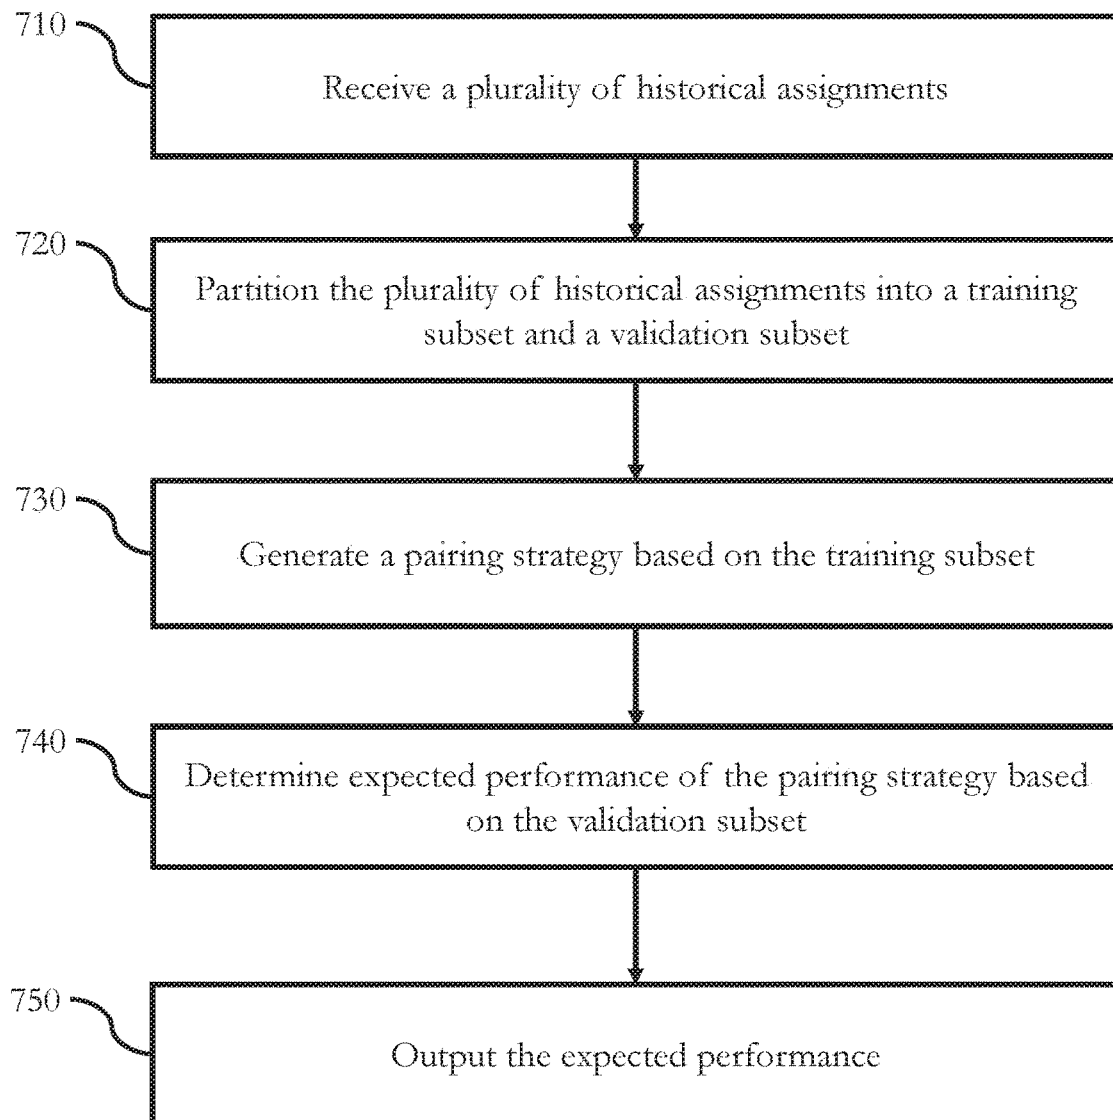 710
Receive a plurality of historical assignments
720
Partition the plurality of historical assignments into a training
subset and a validation subset
730
Generate a pairing strategy based on the training subset
740
Determine expected performance of the pairing strategy based
on the validation subset
750
Output the expected performance